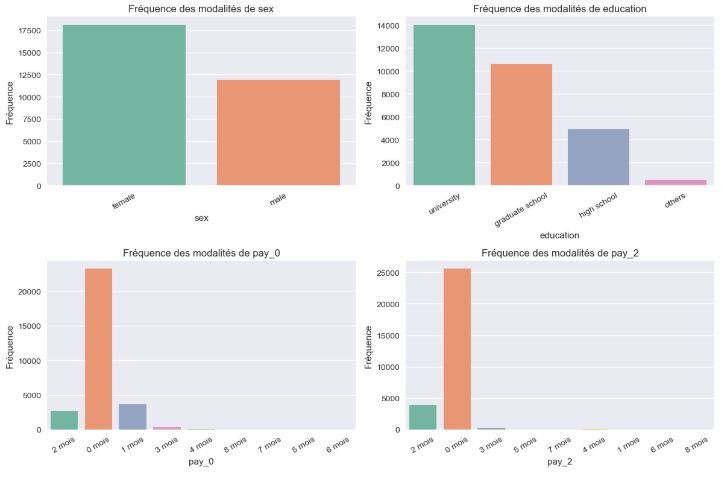 Fréquence des modalités de sex
17500
15000
12500
10000
7500
5000
2500
0
Fréquence
female
male
sex
Fréquence des modalités de education
14000
12000
10000
8000
6000
4000
2000
0
Fréquence
university
graduate school
high school
others
education
Fréquence des modalités de pay_0
20000
15000
10000
5000
0
Fréquence
2 mois
0 mois
1 mois
3 mois
4 mois
8 mois
7 mois
5 mois
6 mois
pay_0
Fréquence des modalités de pay_2
25000
20000
15000
10000
5000
0
Fréquence
2 mois
0 mois
3 mois
5 mois
7 mois
4 mois
1 mois
6 mois
8 mois
pay_2